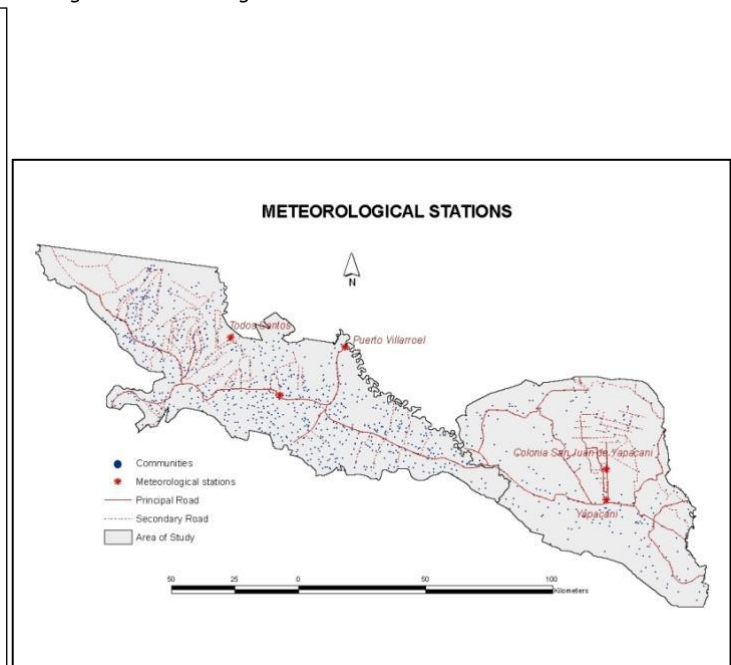 METEOROLOGICAL STATIONS
N
Todos Santos
Puerto Villarroel
Colonia San Juan de Yapacani
Yapacani
Communities
Meteorological stations
Principal Road
Secondary Road
Area of Study
50 25 0 50 100
Kilometers